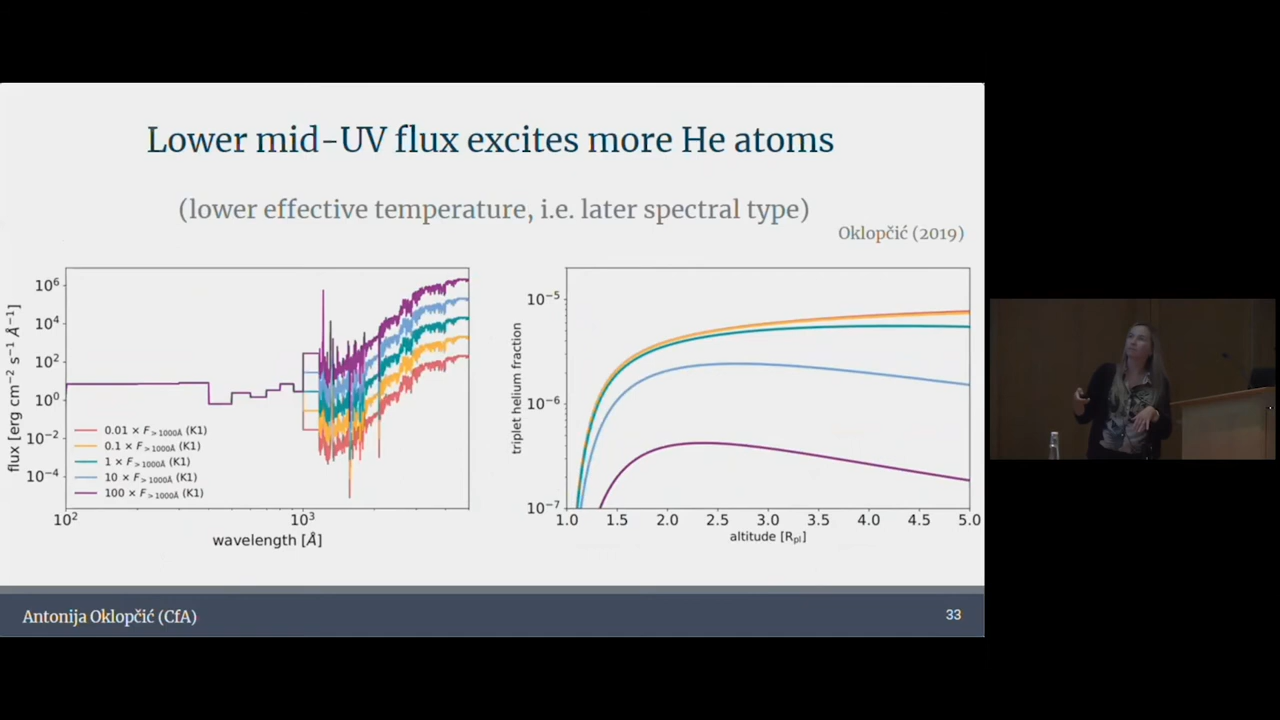 Lower mid-UV flux excites more He atoms
(lower effective temperature, i.e. later spectral type)
Oklopčić (2019)
flux [erg cm⁻² s⁻¹ Å⁻¹]
10⁶
10⁴
10²
10⁰
10⁻²
10⁻⁴
0.01 × F>1000Å (K1)
0.1 × F>1000Å (K1)
1 × F>1000Å (K1)
10 × F>1000Å (K1)
100 × F>1000Å (K1)
10² 10³
wavelength [Å]
triplet helium fraction
10⁻⁵
10⁻⁶
10⁻⁷
1.0 1.5 2.0 2.5 3.0 3.5 4.0 4.5 5.0
altitude [Rpl]
Antonija Oklopčić (CfA)
33